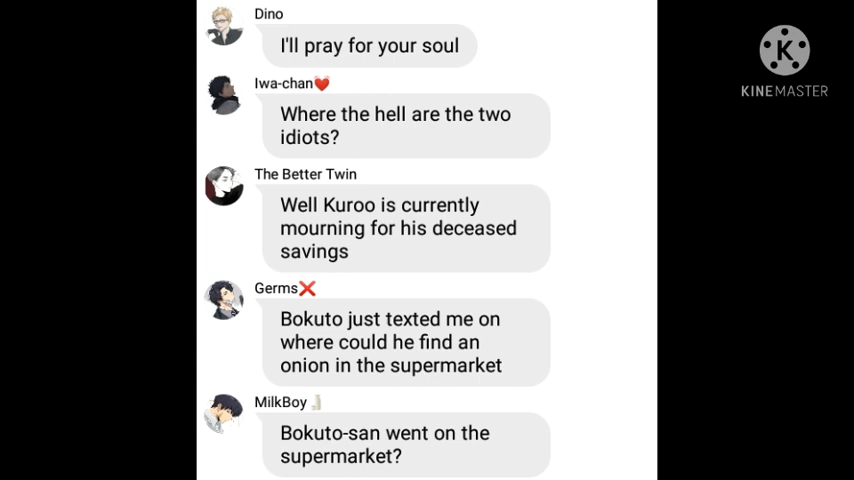 Dino
I'll pray for your soul
Iwa-chan❤️
Where the hell are the two
idiots?
The Better Twin
Well Kuroo is currently
mourning for his deceased
savings
Germs❌
Bokuto just texted me on
where could he find an
onion in the supermarket
MilkBoy🥛
Bokuto-san went on the
supermarket?
K
KINEMASTER